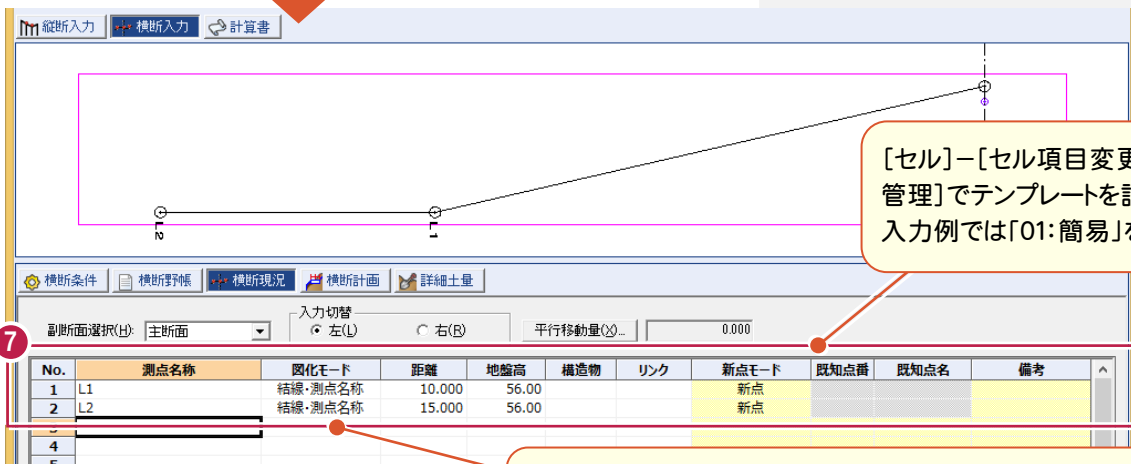 縦断入力 横断入力 計算書
L2
L1
[セル]−[セル項目変更
管理]でテンプレートを
入力例では「01:簡易」
横断条件 横断野帳 横断現況 横断計画 詳細土量
入力切替
副断面選択(H): 主断面 左(L) 右(R) 平行移動量(X)... 0.000
7
No. 測点名称 図化モード 距離 地盤高 構造物 リンク 新点モード 既知点番 既知点名 備考
1 L1 結線・測点名称 10.000 56.00 新点
2 L2 結線・測点名称 15.000 56.00 新点
4